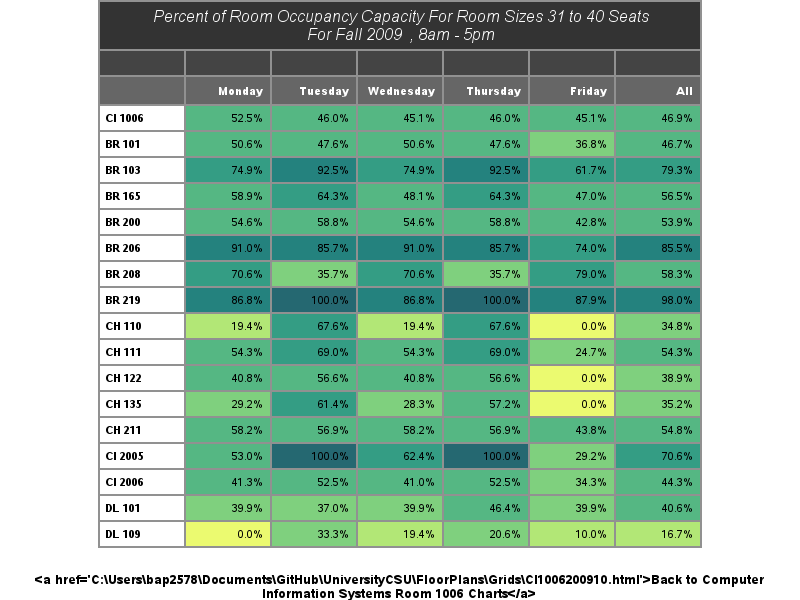 Percent of Room Occupancy Capacity For Room Sizes 31 to 40 Seats
For Fall 2009 , 8am - 5pm
Monday Tuesday Wednesday Thursday Friday All
CI 1006 52.5% 46.0% 45.1% 46.0% 45.1% 46.9%
BR 101 50.6% 47.6% 50.6% 47.6% 36.8% 46.7%
BR 103 74.9% 92.5% 74.9% 92.5% 61.7% 79.3%
BR 165 58.9% 64.3% 48.1% 64.3% 47.0% 56.5%
BR 200 54.6% 58.8% 54.6% 58.8% 42.8% 53.9%
BR 206 91.0% 85.7% 91.0% 85.7% 74.0% 85.5%
BR 208 70.6% 35.7% 70.6% 35.7% 79.0% 58.3%
BR 219 86.8% 100.0% 86.8% 100.0% 87.9% 98.0%
CH 110 19.4% 67.6% 19.4% 67.6% 0.0% 34.8%
CH 111 54.3% 69.0% 54.3% 69.0% 24.7% 54.3%
CH 122 40.8% 56.6% 40.8% 56.6% 0.0% 38.9%
CH 135 29.2% 61.4% 28.3% 57.2% 0.0% 35.2%
CH 211 58.2% 56.9% 58.2% 56.9% 43.8% 54.8%
CI 2005 53.0% 100.0% 62.4% 100.0% 29.2% 70.6%
CI 2006 41.3% 52.5% 41.0% 52.5% 34.3% 44.3%
DL 101 39.9% 37.0% 39.9% 46.4% 39.9% 40.6%
DL 109 0.0% 33.3% 19.4% 20.6% 10.0% 16.7%
<a href='C:\Users\bap2578\Documents\GitHub\UniversityCSU\FloorPlans\Grids\CI1006200910.html'>Back to Computer
Information Systems Room 1006 Charts</a>